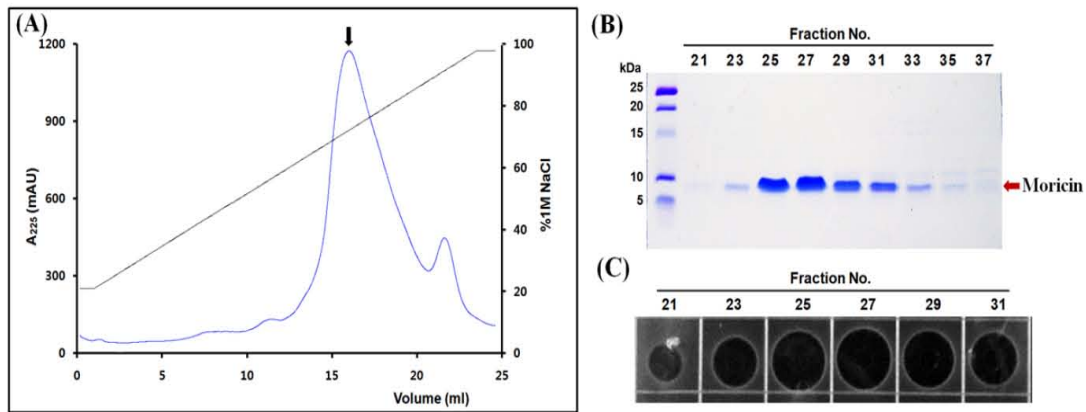 (A)
1200
900
600
300
0
A225 (mAU)
0 5 10 15 20 25
Volume (ml)
100
80
60
40
20
0
%1M NaCl
(B)
Fraction No.
21 23 25 27 29 31 33 35 37
kDa
25
20
15
10
5
Moricin
(C)
Fraction No.
21 23 25 27 29 31